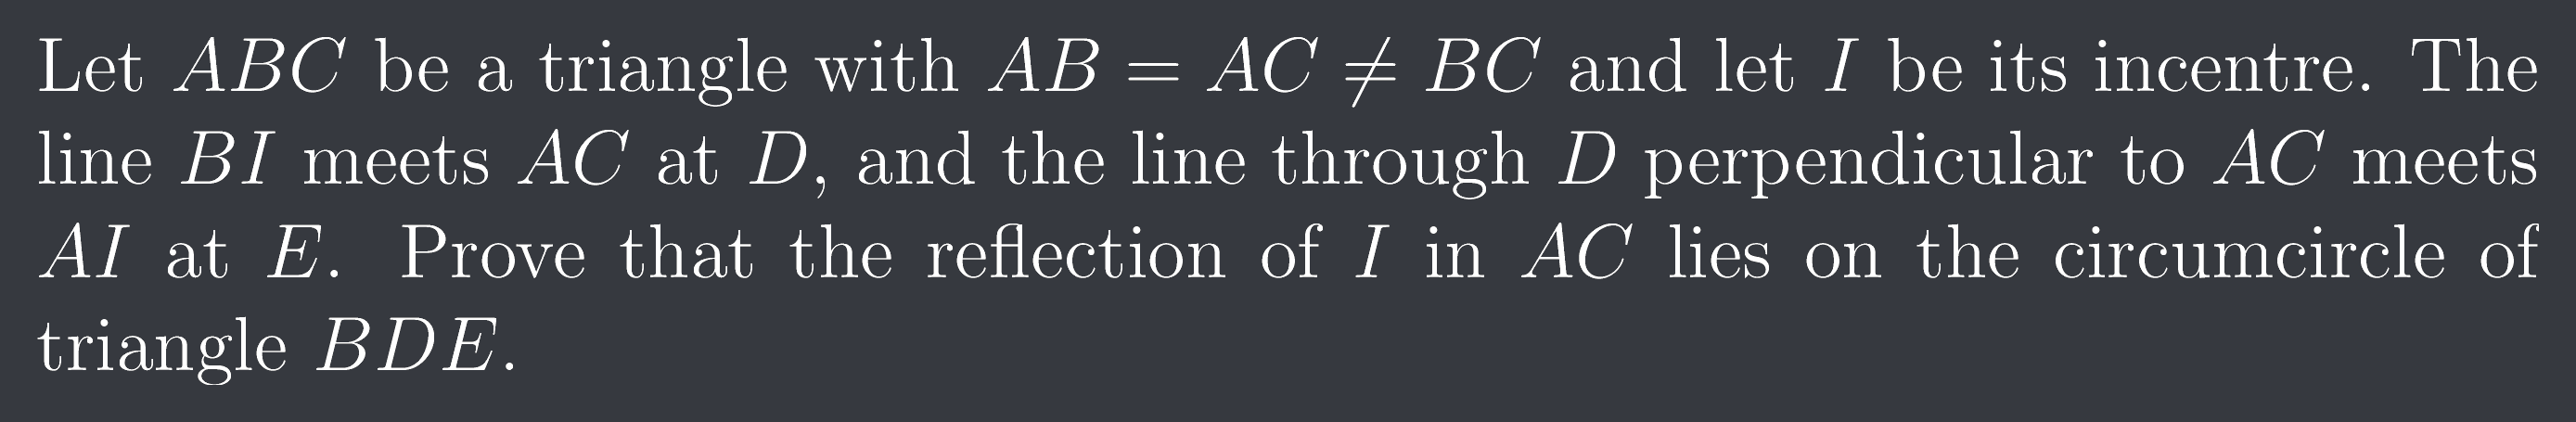 Let ABC be a triangle with AB = AC ≠ BC and let I be its incentre. The
line BI meets AC at D, and the line through D perpendicular to AC meets
AI at E. Prove that the reflection of I in AC lies on the circumcircle of
triangle BDE.